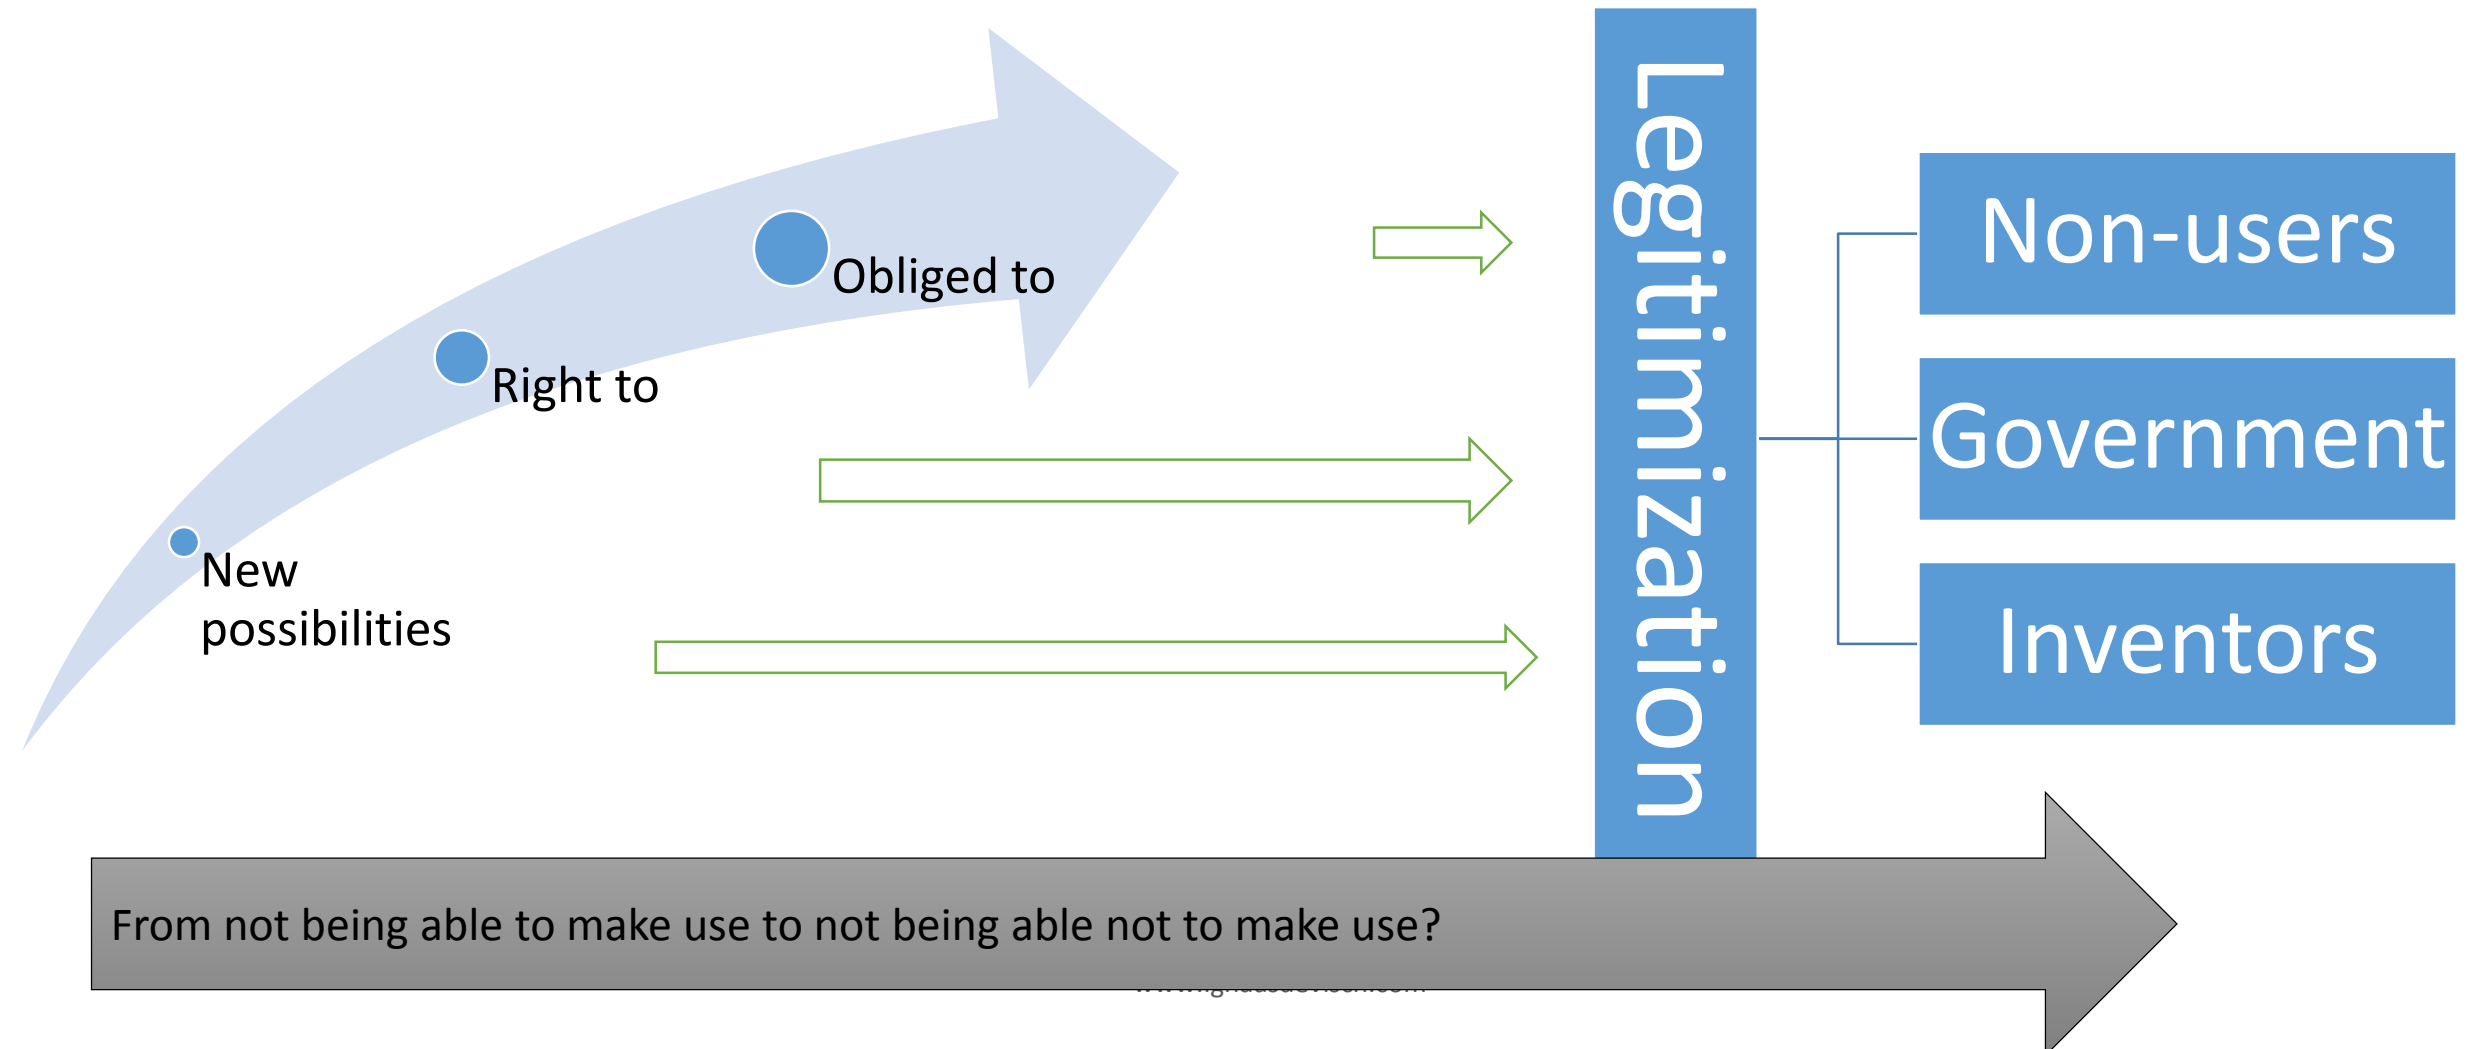 Obliged to
Right to
New
possibilities
Legitimization
Non-users
Government
Inventors
From not being able to make use to not being able not to make use?